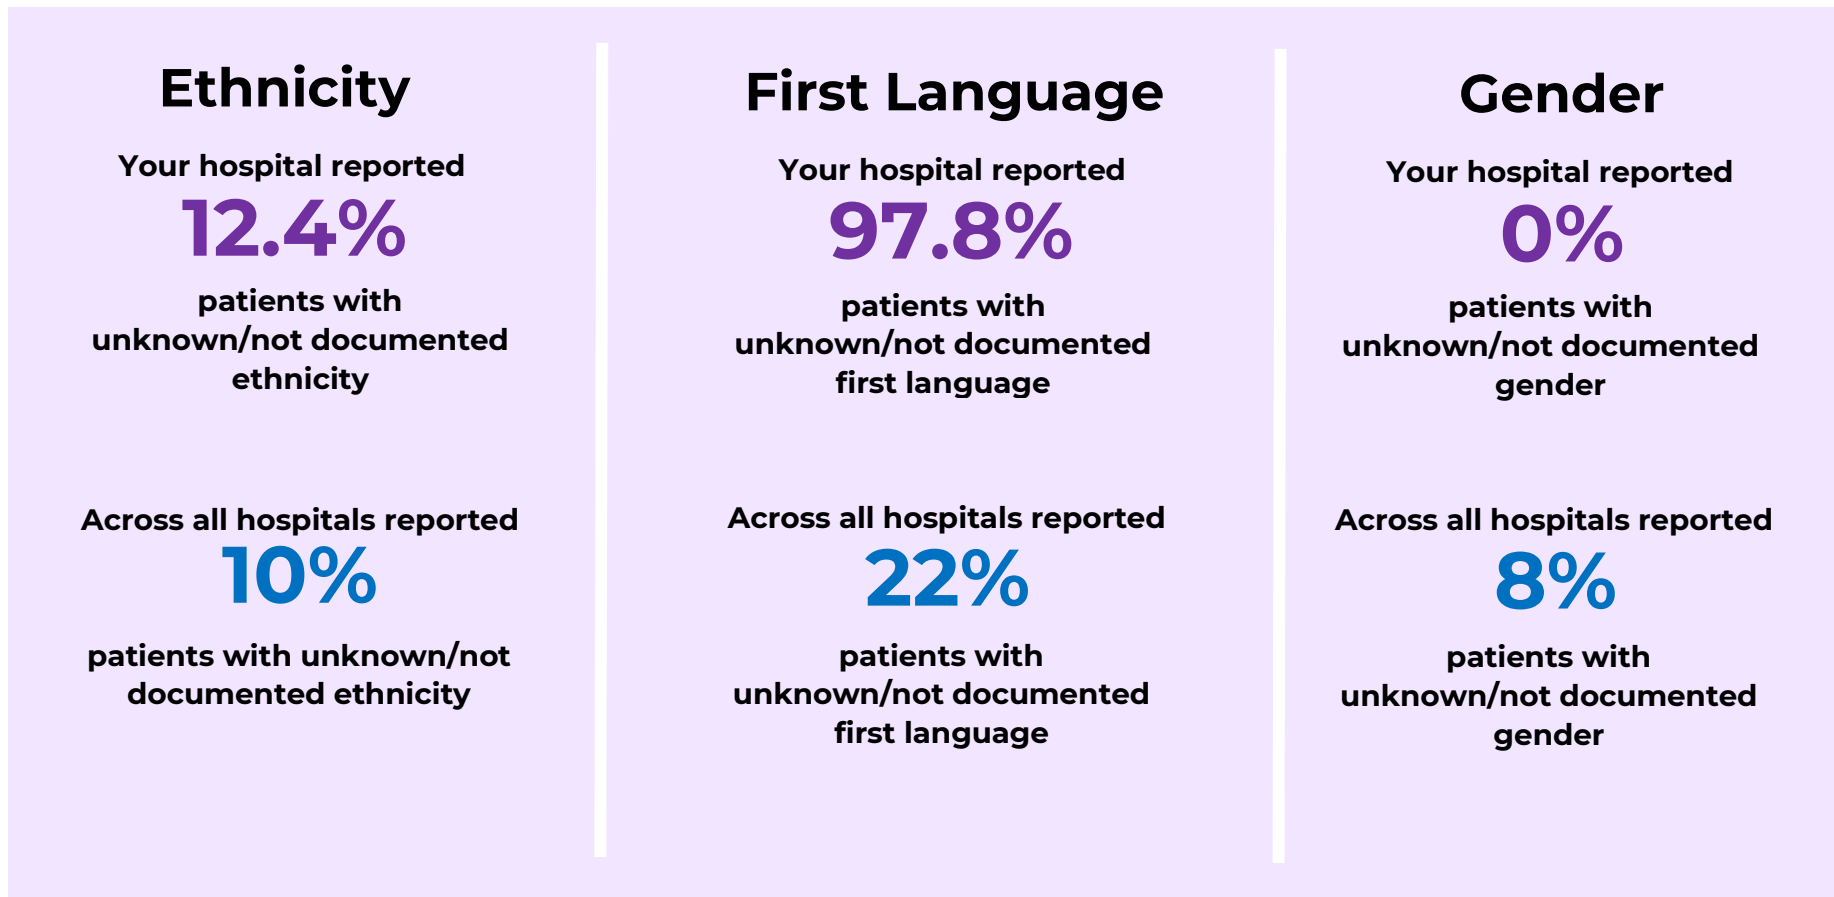 Ethnicity
Your hospital reported
12.4%
patients with
unknown/not documented
ethnicity
Across all hospitals reported
10%
patients with unknown/not
documented ethnicity
First Language
Your hospital reported
97.8%
patients with
unknown/not documented
first language
Across all hospitals reported
22%
patients with
unknown/not documented
first language
Gender
Your hospital reported
0%
patients with
unknown/not documented
gender
Across all hospitals reported
8%
patients with
unknown/not documented
gender